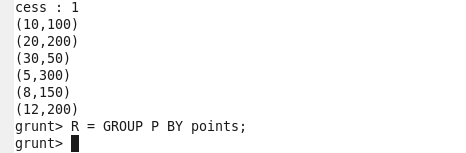 cess : 1
(10,100)
(20,200)
(30,50)
(5,300)
(8,150)
(12,200)
grunt> R = GROUP P BY points;
grunt>